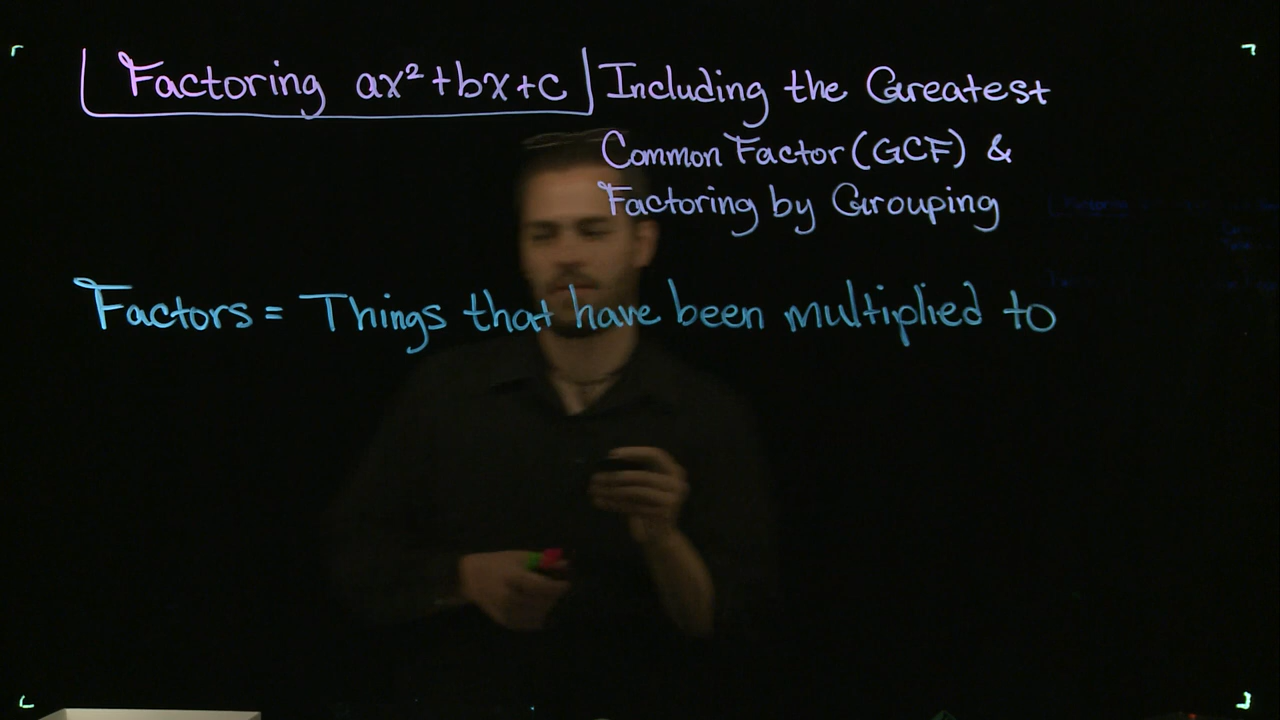 Factoring ax²+bx+c Including the Greatest
Common Factor (GCF) &
Factoring by Grouping
Factors = Things that have been multiplied to